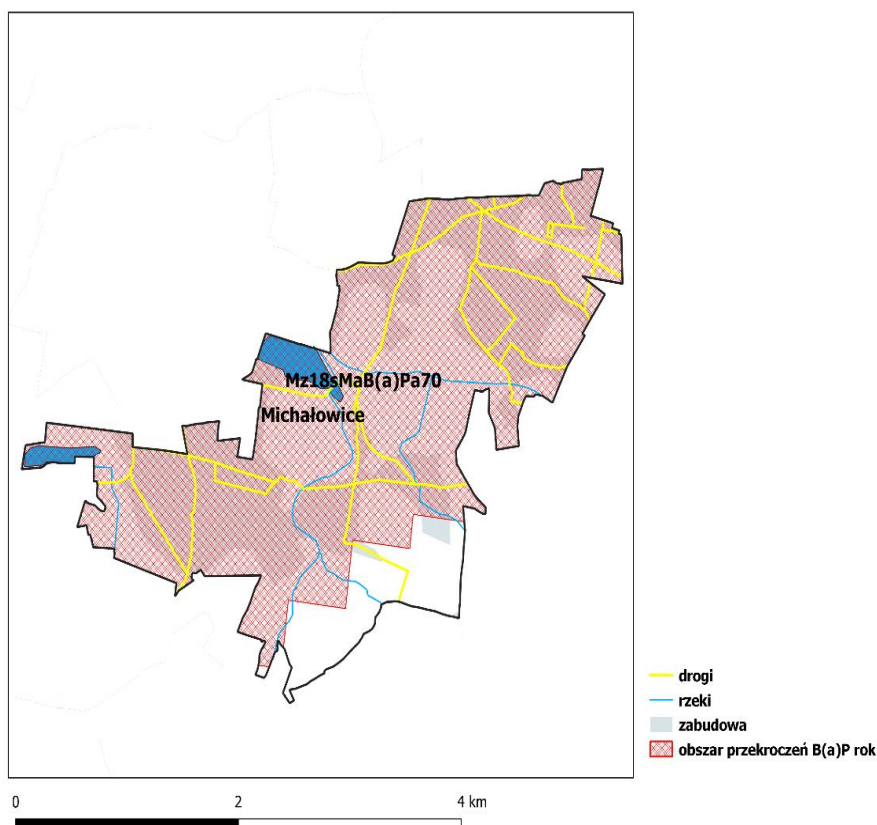 Mz18sMaB(a)Pa70
Michałowice
drogi
rzeki
zabudowa
obszar przekroczeń B(a)P rok
0 2 4 km